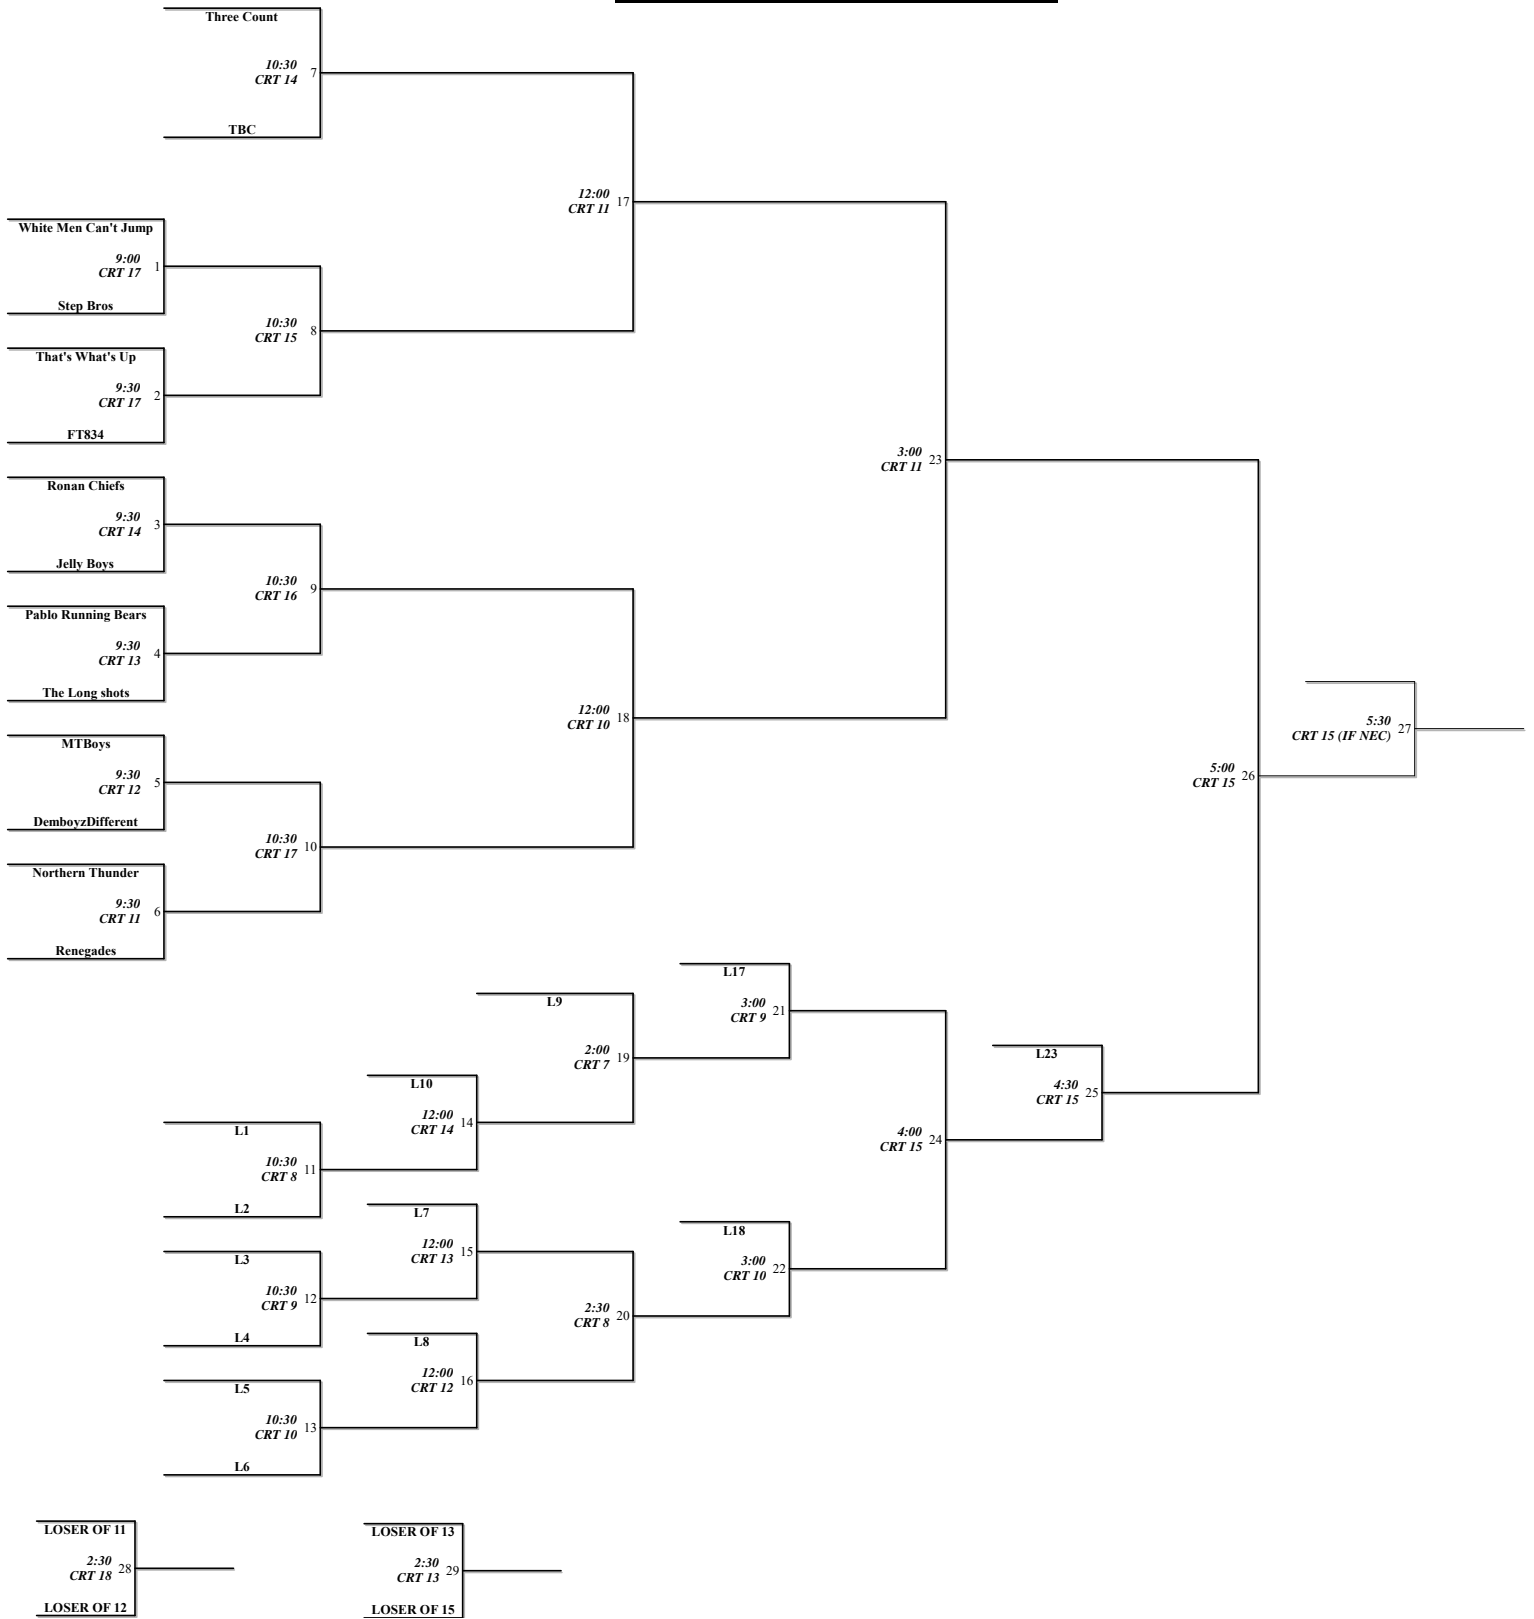 Three Count
10:30
CRT 14
7
TBC
12:00
CRT 11
17
White Men Can't Jump
9:00
CRT 17
1
Step Bros
10:30
CRT 15
8
That's What's Up
9:30
CRT 17
2
FT834
3:00
CRT 11
23
Ronan Chiefs
9:30
CRT 14
3
Jelly Boys
10:30
CRT 16
9
Pablo Running Bears
9:30
CRT 13
4
The Long shots
12:00
CRT 10
18
MTBoys
9:30
CRT 12
5
DemboyzDifferent
10:30
CRT 17
10
Northern Thunder
9:30
CRT 11
6
Renegades
5:30
CRT 15 (IF NEC)
27
5:00
CRT 15
26
L17
3:00
CRT 9
21
L9
2:00
CRT 7
19
L10
12:00
CRT 14
14
L1
10:30
CRT 8
11
L2
L23
4:30
CRT 15
25
4:00
CRT 15
24
L7
12:00
CRT 13
15
L3
10:30
CRT 9
12
L4
L18
3:00
CRT 10
22
2:30
CRT 8
20
L8
12:00
CRT 12
16
L5
10:30
CRT 10
13
L6
LOSER OF 11
2:30
CRT 18
28
LOSER OF 12
LOSER OF 13
2:30
CRT 13
29
LOSER OF 15